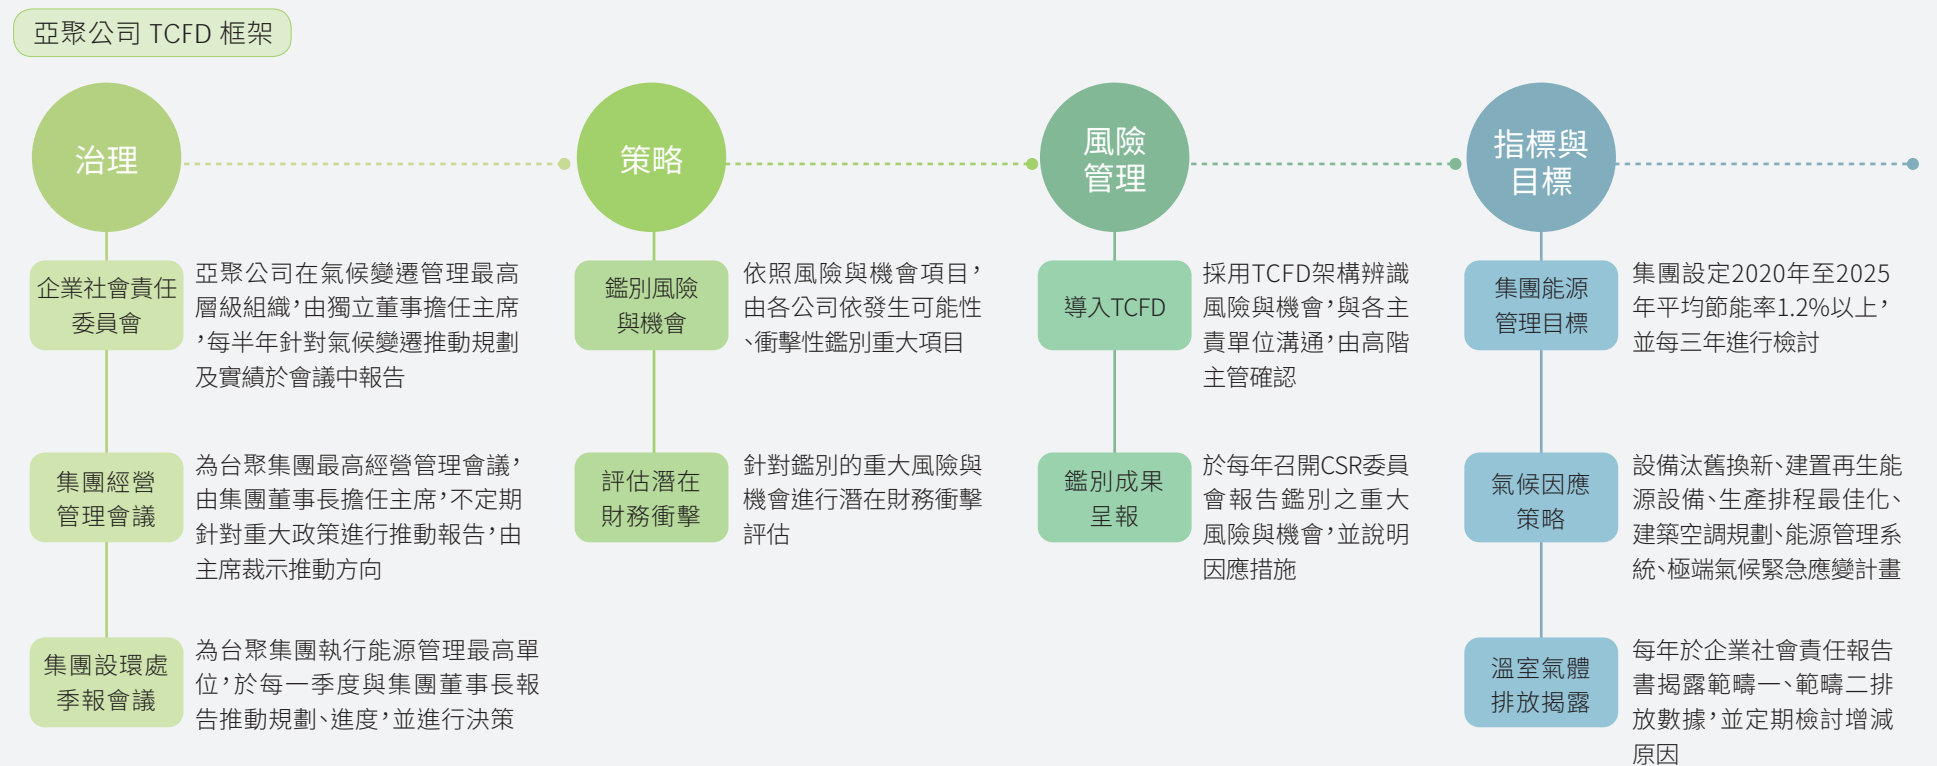 亞聚公司 TCFD 框架
治理
企業社會責任
委員會
亞聚公司在氣候變遷管理最高
層級組織，由獨立董事擔任主席
，每半年針對氣候變遷推動規劃
及實績於會議中報告
集團經營
管理會議
為台聚集團最高經營管理會議，
由集團董事長擔任主席，不定期
針對重大政策進行推動報告，由
主席裁示推動方向
集團設環處
季報會議
為台聚集團執行能源管理最高單
位，於每一季度與集團董事長報
告推動規劃、進度，並進行決策
策略
鑑別風險
與機會
依照風險與機會項目，
由各公司依發生可能性
、衝擊性鑑別重大項目
評估潛在
財務衝擊
針對鑑別的重大風險與
機會進行潛在財務衝擊
評估
風險
管理
導入TCFD
採用TCFD架構辨識
風險與機會，與各主
責單位溝通，由高階
主管確認
鑑別成果
呈報
於每年召開CSR委員
會報告鑑別之重大
風險與機會，並說明
因應措施
指標與
目標
集團能源
管理目標
集團設定2020年至2025
年平均節能率1.2%以上，
並每三年進行檢討
氣候因應
策略
設備汰舊換新、建置再生能
源設備、生產排程最佳化、
建築空調規劃、能源管理系
統、極端氣候緊急應變計畫
溫室氣體
排放揭露
每年於企業社會責任報告
書揭露範疇一、範疇二排
放數據，並定期檢討增減
原因